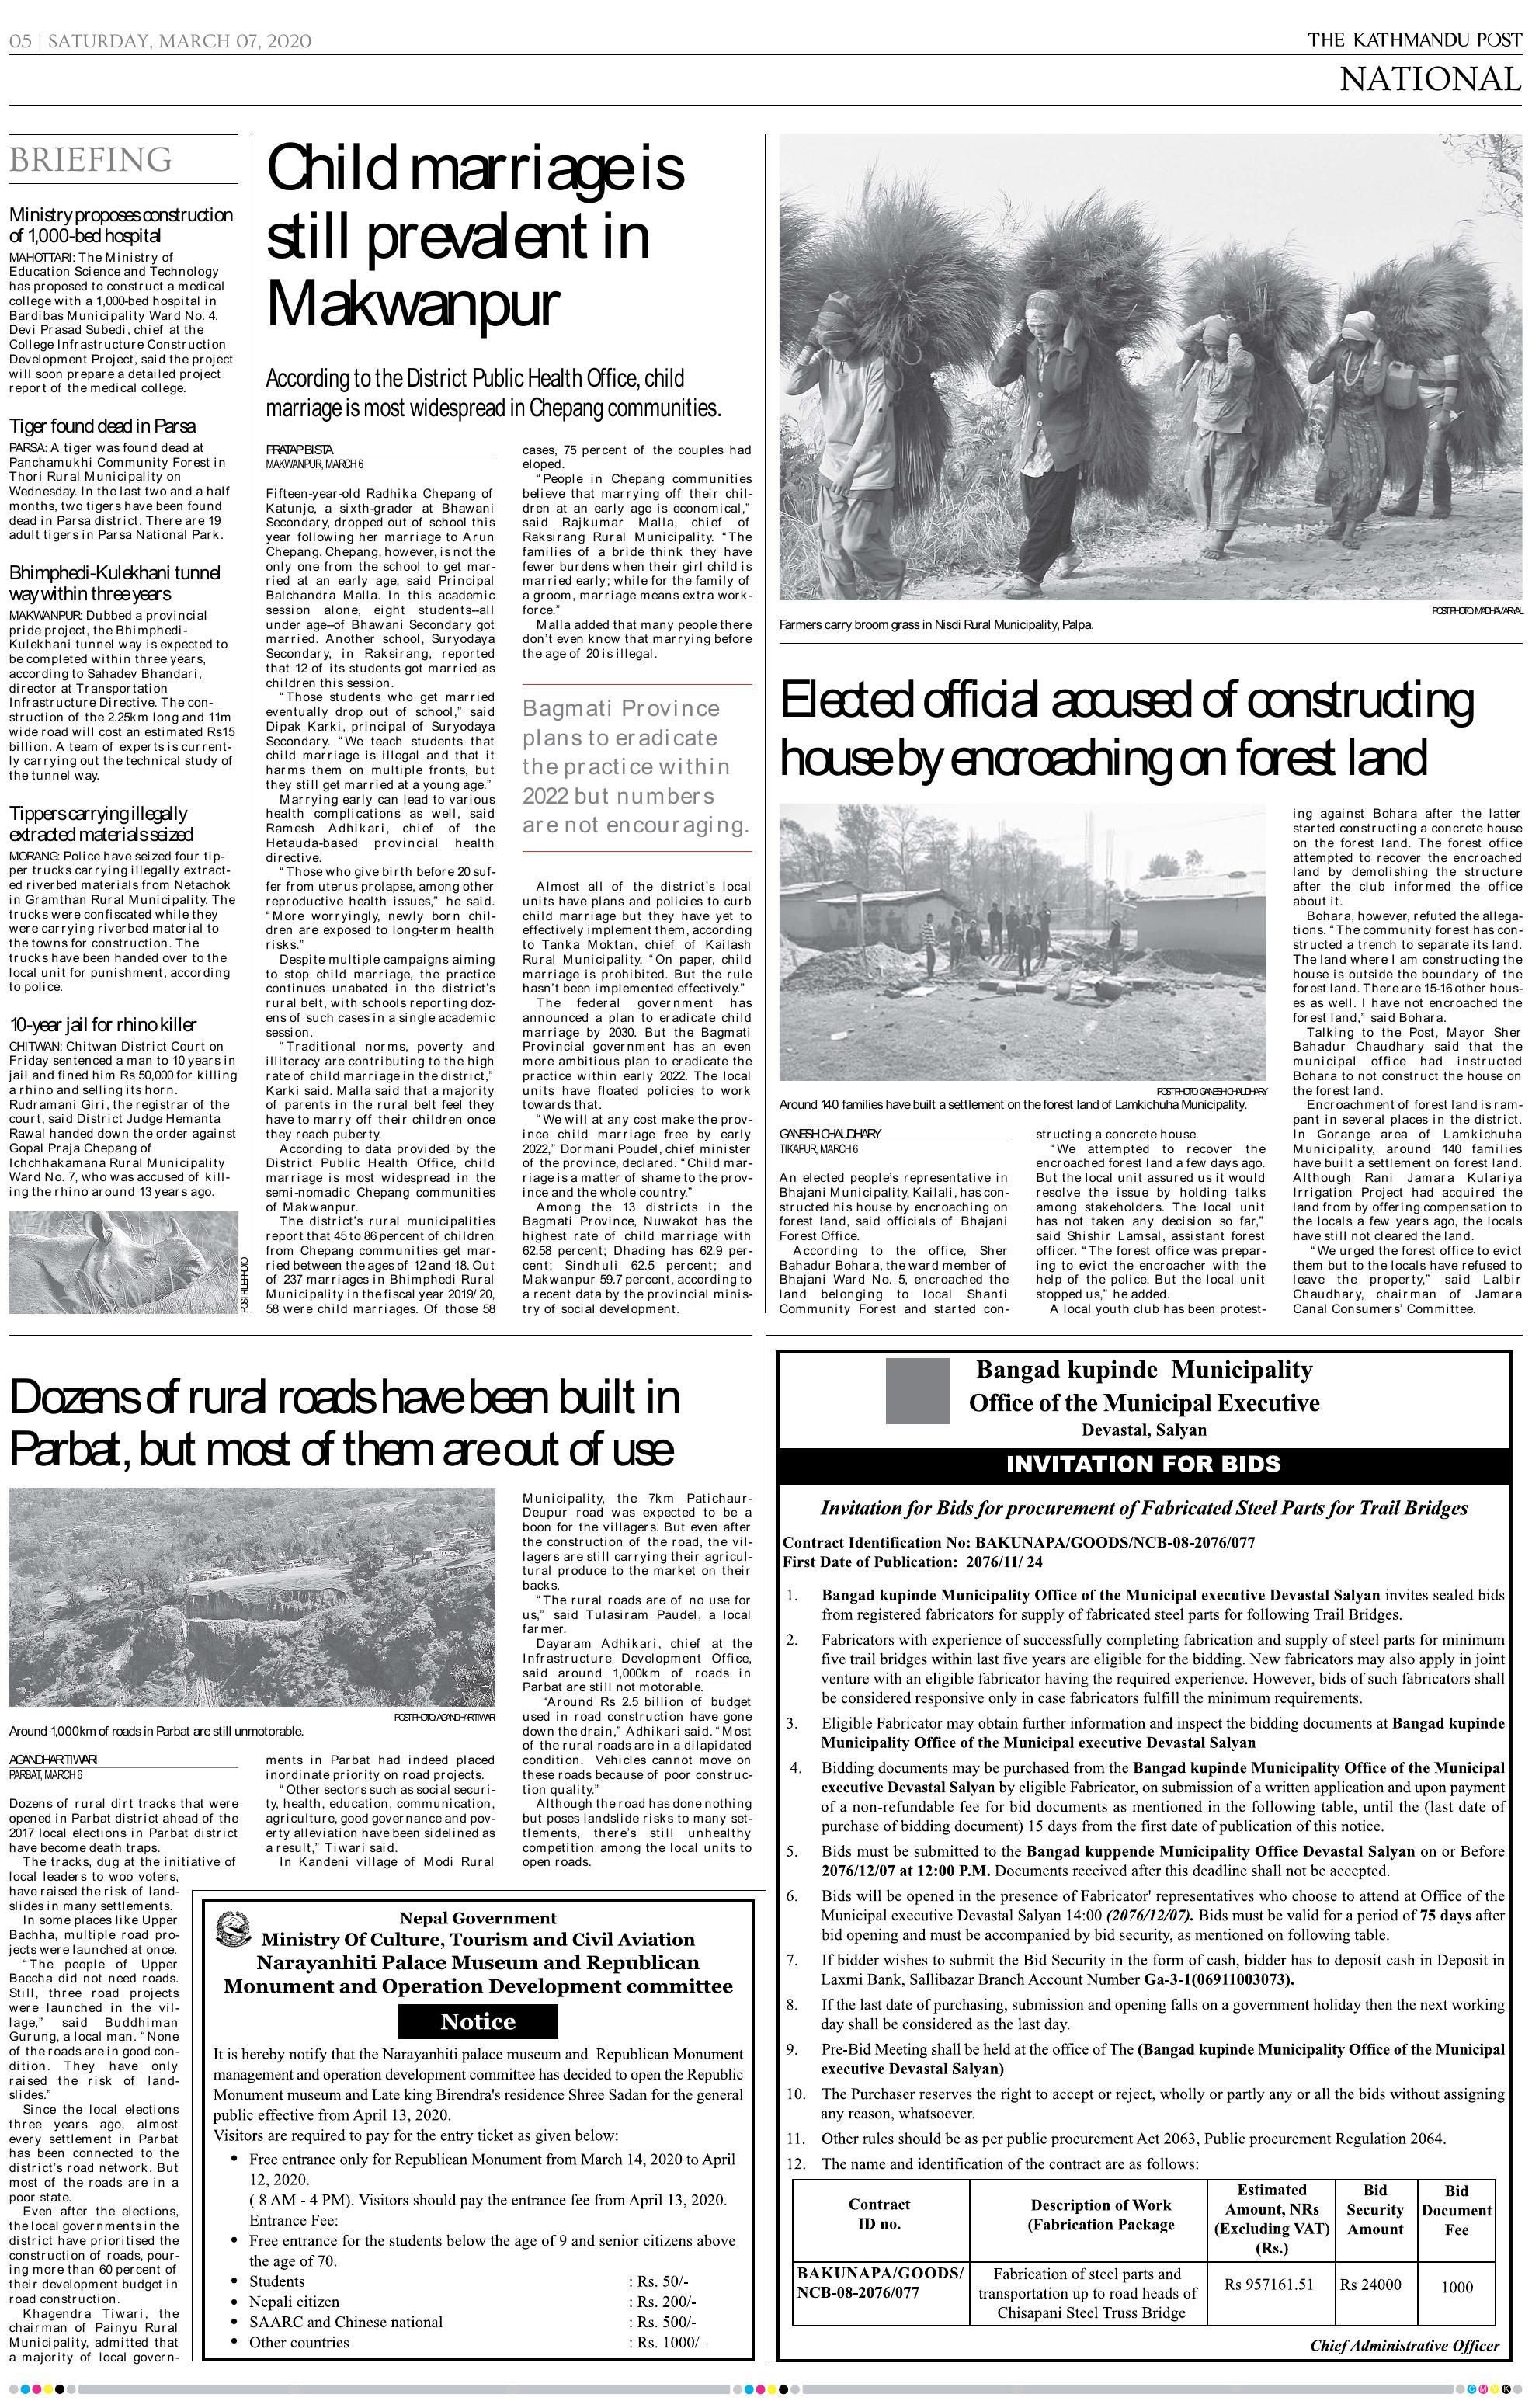 05 | SATURDAY, MARCH 07, 2020
THE KATHMANDU POST
NATIONAL
BRIEFING
Ministry proposes construction
of 1,000-bed hospital
MAHOTTARI: The Ministry of
Education Science and Technology
has proposed to construct a medical
college with a 1,000-bed hospital in
Bardibas Municipality Ward No. 4.
Devi Prasad Subedi, chief at the
College Infrastructure Construction
Development Project, said the project
will soon prepare a detailed project
report of the medical college.
Tiger found dead in Parsa
PARSA: A tiger was found dead at
Panchamukhi Community Forest in
Thori Rural Municipality on
Wednesday. In the last two and a half
months, two tigers have been found
dead in Parsa district. There are 19
adult tigers in Parsa National Park.
Bhimphedi-Kulekhani tunnel
way within three years
MAKWANPUR: Dubbed a provincial
pride project, the Bhimphedi-
Kulekhani tunnel way is expected to
be completed within three years,
according to Sahadev Bhandari,
director at Transportation
Infrastructure Directive. The con-
struction of the 2.25km long and 11m
wide road will cost an estimated Rs15
billion. A team of experts is current-
ly carrying out the technical study of
the tunnel way.
Tippers carrying illegally
extracted materials seized
MORANG: Police have seized four tip-
per trucks carrying illegally extract-
ed riverbed materials from Netachok
in Gramthan Rural Municipality. The
trucks were confiscated while they
were carrying riverbed material to
the towns for construction. The
trucks have been handed over to the
local unit for punishment, according
to police.
10-year jail for rhino killer
CHITWAN: Chitwan District Court on
Friday sentenced a man to 10 years in
jail and fined him Rs 50,000 for killing
a rhino and selling its horn.
Rudramani Giri, the registrar of the
court, said District Judge Hemanta
Rawal handed down the order against
Gopal Praja Chepang of
Ichchhakamana Rural Municipality
Ward No. 7, who was accused of kill-
ing the rhino around 13 years ago.
POST FILE PHOTO
Child marriage is
still prevalent in
Makwanpur
According to the District Public Health Office, child
marriage is most widespread in Chepang communities.
PRATAP BISTA
MAKWANPUR, MARCH 6
Fifteen-year-old Radhika Chepang of
Katunje, a sixth-grader at Bhawani
Secondary, dropped out of school this
year following her marriage to Arun
Chepang. Chepang, however, is not the
only one from the school to get mar-
ried at an early age, said Principal
Balchandra Malla. In this academic
session alone, eight students–all
under age–of Bhawani Secondary got
married. Another school, Suryodaya
Secondary, in Raksirang, reported
that 12 of its students got married as
children this session.
“Those students who get married
eventually drop out of school,” said
Dipak Karki, principal of Suryodaya
Secondary. “We teach students that
child marriage is illegal and that it
harms them on multiple fronts, but
they still get married at a young age.”
Marrying early can lead to various
health complications as well, said
Ramesh Adhikari, chief of the
Hetauda-based provincial health
directive.
“Those who give birth before 20 suf-
fer from uterus prolapse, among other
reproductive health issues,” he said.
“More worryingly, newly born chil-
dren are exposed to long-term health
risks.”
Despite multiple campaigns aiming
to stop child marriage, the practice
continues unabated in the district’s
rural belt, with schools reporting doz-
ens of such cases in a single academic
session.
“Traditional norms, poverty and
illiteracy are contributing to the high
rate of child marriage in the district,”
Karki said. Malla said that a majority
of parents in the rural belt feel they
have to marry off their children once
they reach puberty.
According to data provided by the
District Public Health Office, child
marriage is most widespread in the
semi-nomadic Chepang communities
of Makwanpur.
The district’s rural municipalities
report that 45 to 86 percent of children
from Chepang communities get mar-
ried between the ages of 12 and 18. Out
of 237 marriages in Bhimphedi Rural
Municipality in the fiscal year 2019/20,
58 were child marriages. Of those 58
cases, 75 percent of the couples had
eloped.
“People in Chepang communities
believe that marrying off their chil-
dren at an early age is economical,”
said Rajkumar Malla, chief of
Raksirang Rural Municipality. “The
families of a bride think they have
fewer burdens when their girl child is
married early; while for the family of
a groom, marriage means extra work-
force.”
Malla added that many people there
don’t even know that marrying before
the age of 20 is illegal.
Bagmati Province
plans to eradicate
the practice within
2022 but numbers
are not encouraging.
Almost all of the district’s local
units have plans and policies to curb
child marriage but they have yet to
effectively implement them, according
to Tanka Moktan, chief of Kailash
Rural Municipality. “On paper, child
marriage is prohibited. But the rule
hasn’t been implemented effectively.”
The federal government has
announced a plan to eradicate child
marriage by 2030. But the Bagmati
Provincial government has an even
more ambitious plan to eradicate the
practice within early 2022. The local
units have floated policies to work
towards that.
“We will at any cost make the prov-
ince child marriage free by early
2022,” Dormani Poudel, chief minister
of the province, declared. “Child mar-
riage is a matter of shame to the prov-
ince and the whole country.”
Among the 13 districts in the
Bagmati Province, Nuwakot has the
highest rate of child marriage with
62.58 percent; Dhading has 62.9 per-
cent; Sindhuli 62.5 percent; and
Makwanpur 59.7 percent, according to
a recent data by the provincial minis-
try of social development.
POST PHOTO: MADHAV ARYAL
Farmers carry broom grass in Nisdi Rural Municipality, Palpa.
Elected official accused of constructing
house by encroaching on forest land
POST PHOTO: GANESH CHAUDHARY
Around 140 families have built a settlement on the forest land of Lamkichuha Municipality.
GANESH CHAUDHARY
TIKAPUR, MARCH 6
An elected people’s representative in
Bhajani Municipality, Kailali, has con-
structed his house by encroaching on
forest land, said officials of Bhajani
Forest Office.
According to the office, Sher
Bahadur Bohara, the ward member of
Bhajani Ward No. 5, encroached the
land belonging to local Shanti
Community Forest and started con-
structing a concrete house.
“We attempted to recover the
encroached forest land a few days ago.
But the local unit assured us it would
resolve the issue by holding talks
among stakeholders. The local unit
has not taken any decision so far,”
said Shishir Lamsal, assistant forest
officer. “The forest office was prepar-
ing to evict the encroacher with the
help of the police. But the local unit
stopped us,” he added.
A local youth club has been protest-
ing against Bohara after the latter
started constructing a concrete house
on the forest land. The forest office
attempted to recover the encroached
land by demolishing the structure
after the club informed the office
about it.
Bohara, however, refuted the allega-
tions. “The community forest has con-
structed a trench to separate its land.
The land where I am constructing the
house is outside the boundary of the
forest land. There are 15-16 other hous-
es as well. I have not encroached the
forest land,” said Bohara.
Talking to the Post, Mayor Sher
Bahadur Chaudhary said that the
municipal office had instructed
Bohara to not construct the house on
the forest land.
Encroachment of forest land is ram-
pant in several places in the district.
In Gorange area of Lamkichuha
Municipality, around 140 families
have built a settlement on forest land.
Although Rani Jamara Kulariya
Irrigation Project had acquired the
land from by offering compensation to
the locals a few years ago, the locals
have still not cleared the land.
“We urged the forest office to evict
them but to the locals have refused to
leave the property,” said Lalbir
Chaudhary, chairman of Jamara
Canal Consumers’ Committee.
Dozens of rural roads have been built in
Parbat, but most of them are out of use
POST PHOTO: AGANDHAR TIWARI
Around 1,000km of roads in Parbat are still unmotorable.
AGANDHAR TIWARI
PARBAT, MARCH 6
Dozens of rural dirt tracks that were
opened in Parbat district ahead of the
2017 local elections in Parbat district
have become death traps.
The tracks, dug at the initiative of
local leaders to woo voters,
have raised the risk of land-
slides in many settlements.
In some places like Upper
Bachha, multiple road pro-
jects were launched at once.
“The people of Upper
Baccha did not need roads.
Still, three road projects
were launched in the vil-
lage,” said Buddhiman
Gurung, a local man. “None
of the roads are in good con-
dition. They have only
raised the risk of land-
slides.”
Since the local elections
three years ago, almost
every settlement in Parbat
has been connected to the
district’s road network. But
most of the roads are in a
poor state.
Even after the elections,
the local governments in the
district have prioritised the
construction of roads, pour-
ing more than 60 percent of
their development budget in
road construction.
Khagendra Tiwari, the
chairman of Painyu Rural
Municipality, admitted that
a majority of local govern-
ments in Parbat had indeed placed
inordinate priority on road projects.
“Other sectors such as social securi-
ty, health, education, communication,
agriculture, good governance and pov-
erty alleviation have been sidelined as
a result,” Tiwari said.
In Kandeni village of Modi Rural
Municipality, the 7km Patichaur-
Deupur road was expected to be a
boon for the villagers. But even after
the construction of the road, the vil-
lagers are still carrying their agricul-
tural produce to the market on their
backs.
“The rural roads are of no use for
us,” said Tulasiram Paudel, a local
farmer.
Dayaram Adhikari, chief at the
Infrastructure Development Office,
said around 1,000km of roads in
Parbat are still not motorable.
“Around Rs 2.5 billion of budget
used in road construction have gone
down the drain,” Adhikari said. “Most
of the rural roads are in a dilapidated
condition. Vehicles cannot move on
these roads because of poor construc-
tion quality.”
Although the road has done nothing
but poses landslide risks to many set-
tlements, there’s still unhealthy
competition among the local units to
open roads.
Nepal Government
Ministry Of Culture, Tourism and Civil Aviation
Narayanhiti Palace Museum and Republican
Monument and Operation Development committee
Notice
It is hereby notify that the Narayanhiti palace museum and Republican Monument
management and operation development committee has decided to open the Republic
Monument museum and Late king Birendra's residence Shree Sadan for the general
public effective from April 13, 2020.
Visitors are required to pay for the entry ticket as given below:
• Free entrance only for Republican Monument from March 14, 2020 to April
12, 2020.
( 8 AM - 4 PM). Visitors should pay the entrance fee from April 13, 2020.
Entrance Fee:
• Free entrance for the students below the age of 9 and senior citizens above
the age of 70.
• Students : Rs. 50/-
• Nepali citizen : Rs. 200/-
• SAARC and Chinese national : Rs. 500/-
• Other countries : Rs. 1000/-
Bangad kupinde Municipality
Office of the Municipal Executive
Devastal, Salyan
INVITATION FOR BIDS
Invitation for Bids for procurement of Fabricated Steel Parts for Trail Bridges
Contract Identification No: BAKUNAPA/GOODS/NCB-08-2076/077
First Date of Publication: 2076/11/ 24
1. Bangad kupinde Municipality Office of the Municipal executive Devastal Salyan invites sealed bids
from registered fabricators for supply of fabricated steel parts for following Trail Bridges.
2. Fabricators with experience of successfully completing fabrication and supply of steel parts for minimum
five trail bridges within last five years are eligible for the bidding. New fabricators may also apply in joint
venture with an eligible fabricator having the required experience. However, bids of such fabricators shall
be considered responsive only in case fabricators fulfill the minimum requirements.
3. Eligible Fabricator may obtain further information and inspect the bidding documents at Bangad kupinde
Municipality Office of the Municipal executive Devastal Salyan
4. Bidding documents may be purchased from the Bangad kupinde Municipality Office of the Municipal
executive Devastal Salyan by eligible Fabricator, on submission of a written application and upon payment
of a non-refundable fee for bid documents as mentioned in the following table, until the (last date of
purchase of bidding document) 15 days from the first date of publication of this notice.
5. Bids must be submitted to the Bangad kuppende Municipality Office Devastal Salyan on or Before
2076/12/07 at 12:00 P.M. Documents received after this deadline shall not be accepted.
6. Bids will be opened in the presence of Fabricator' representatives who choose to attend at Office of the
Municipal executive Devastal Salyan 14:00 (2076/12/07). Bids must be valid for a period of 75 days after
bid opening and must be accompanied by bid security, as mentioned on following table.
7. If bidder wishes to submit the Bid Security in the form of cash, bidder has to deposit cash in Deposit in
Laxmi Bank, Sallibazar Branch Account Number Ga-3-1(06911003073).
8. If the last date of purchasing, submission and opening falls on a government holiday then the next working
day shall be considered as the last day.
9. Pre-Bid Meeting shall be held at the office of The (Bangad kupinde Municipality Office of the Municipal
executive Devastal Salyan)
10. The Purchaser reserves the right to accept or reject, wholly or partly any or all the bids without assigning
any reason, whatsoever.
11. Other rules should be as per public procurement Act 2063, Public procurement Regulation 2064.
12. The name and identification of the contract are as follows:
Contract
ID no.
Description of Work
(Fabrication Package
Estimated
Amount, NRs
(Excluding VAT)
(Rs.)
Bid
Security
Amount
Bid
Document
Fee
BAKUNAPA/GOODS/
NCB-08-2076/077
Fabrication of steel parts and
transportation up to road heads of
Chisapani Steel Truss Bridge
Rs 957161.51
Rs 24000
1000
Chief Administrative Officer
C M Y K